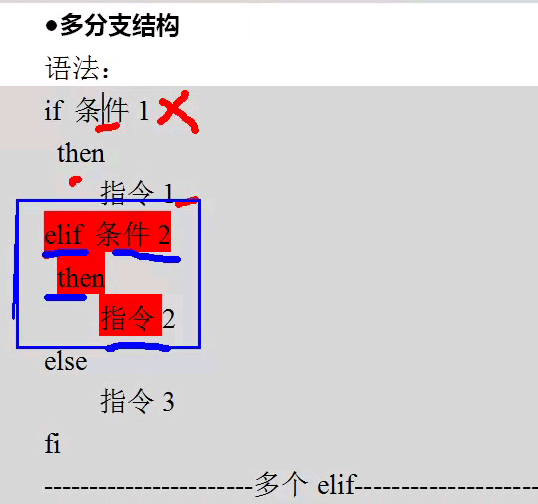 ●多分支结构
语法：
if 条件 1
then
指令 1
elif 条件 2
then
指令 2
else
指令 3
fi
------------------------多个 elif---------------------